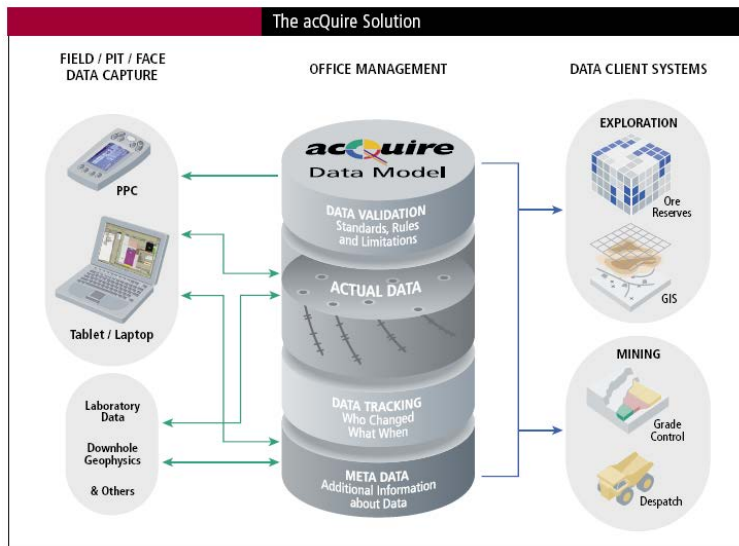 The acQuire Solution
FIELD / PIT / FACE
DATA CAPTURE
PPC
Tablet / Laptop
Laboratory
Data
Downhole
Geophysics
& Others
OFFICE MANAGEMENT
acQuire
Data Model
DATA VALIDATION
Standards, Rules
and Limitations
ACTUAL DATA
DATA TRACKING
Who Changed
What When
META DATA
Additional Information
about Data
DATA CLIENT SYSTEMS
EXPLORATION
Ore
Reserves
GIS
MINING
Grade
Control
Despatch